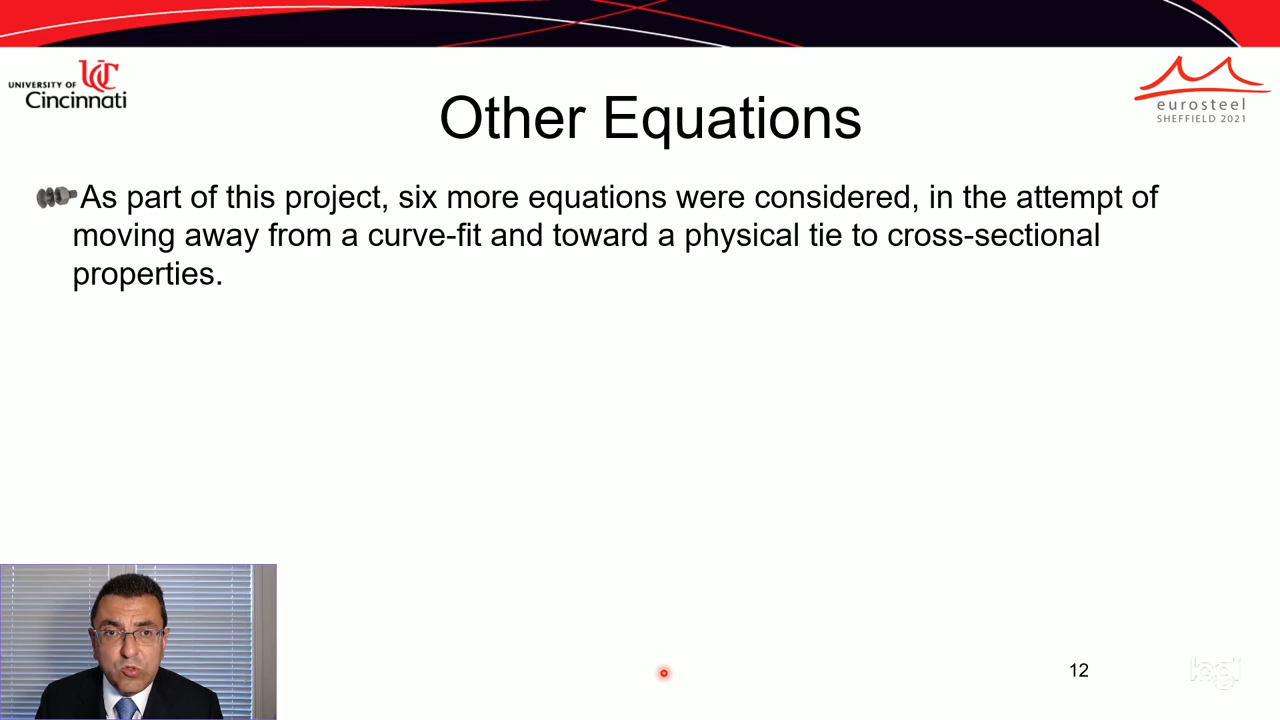 UNIVERSITY OF
Cincinnati
eurosteel
SHEFFIELD 2021
Other Equations
As part of this project, six more equations were considered, in the attempt of
moving away from a curve-fit and toward a physical tie to cross-sectional
properties.
12
logi